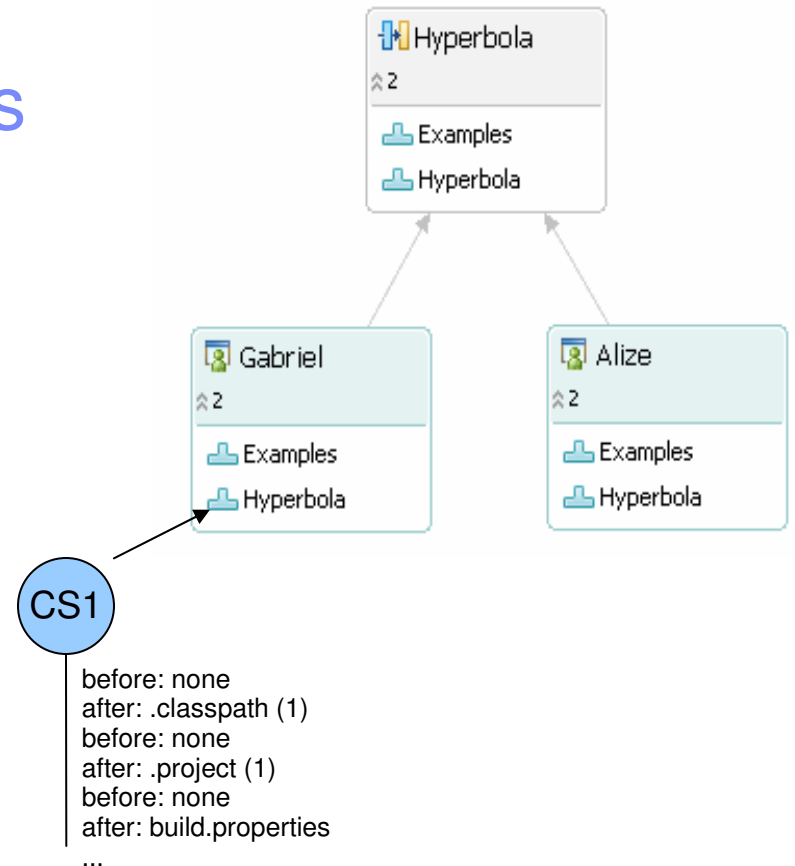 s
Hyperbola
2
Examples
Hyperbola
Gabriel
2
Examples
Hyperbola
Alize
2
Examples
Hyperbola
CS1
before: none
after: .classpath (1)
before: none
after: .project (1)
before: none
after: build.properties
...